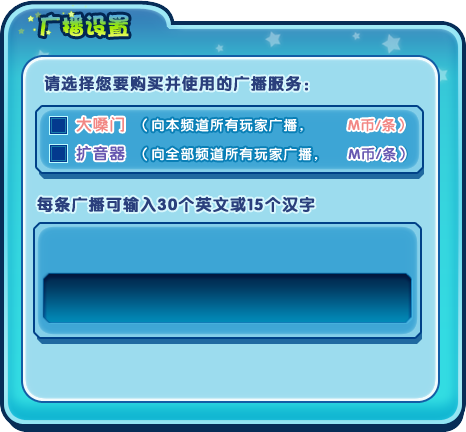 广播设置
请选择您要购买并使用的广播服务：
大嗓门 （向本频道所有玩家广播， M币/条）
扩音器 （向全部频道所有玩家广播， M币/条）
每条广播可输入30个英文或15个汉字